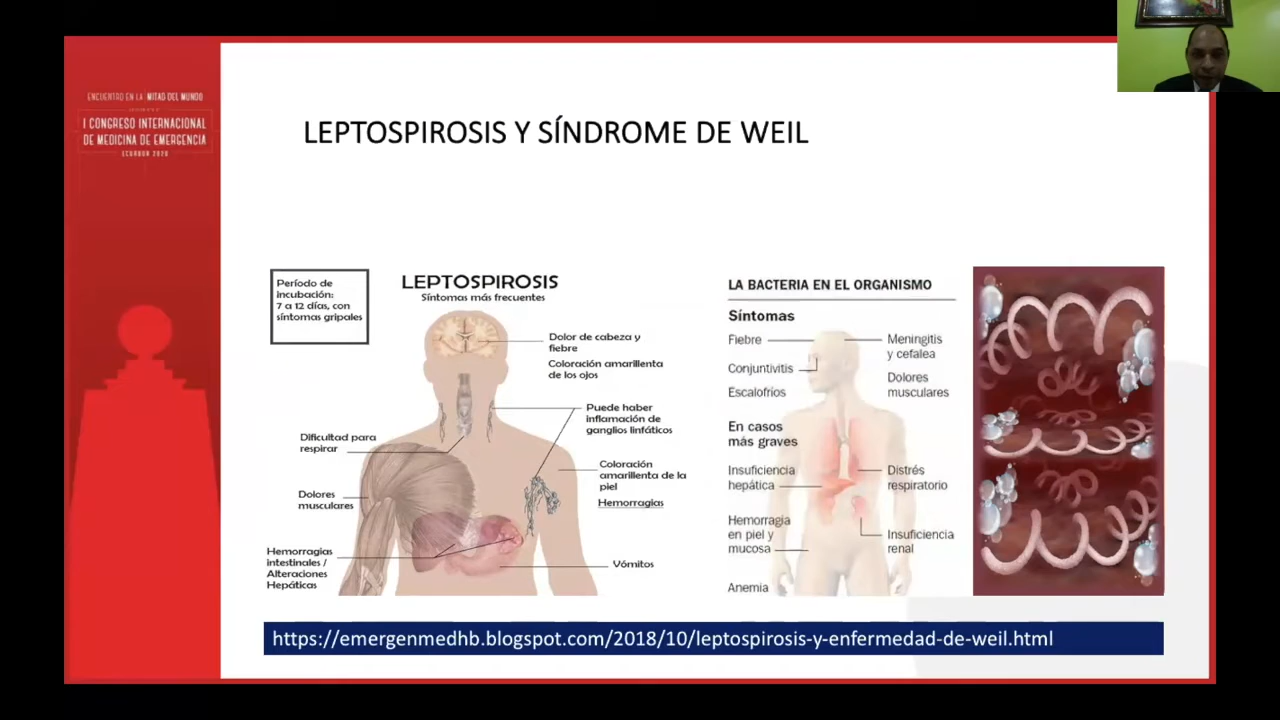 ENCUENTRO EN LA MITAD DEL MUNDO
I CONGRESO INTERNACIONAL
DE MEDICINA DE EMERGENCIA
ECUADOR 2020
LEPTOSPIROSIS Y SÍNDROME DE WEIL
Período de
incubación:
7 a 12 días, con
síntomas gripales
LEPTOSPIROSIS
Síntomas más frecuentes
Dolor de cabeza y
fiebre
Coloración amarillenta
de los ojos
Puede haber
inflamación de
ganglios linfáticos
Dificultad para
respirar
Coloración
amarillenta de la
piel
Hemorragias
Dolores
musculares
Hemorragias
intestinales /
Alteraciones
Hepáticas
Vómitos
LA BACTERIA EN EL ORGANISMO
Síntomas
Fiebre
Conjuntivitis
Escalofríos
Meningitis
y cefalea
Dolores
musculares
En casos
más graves
Insuficiencia
hepática
Hemorragia
en piel y
mucosa
Anemia
Distrés
respiratorio
Insuficiencia
renal
https://emergenmedhb.blogspot.com/2018/10/leptospirosis-y-enfermedad-de-weil.html